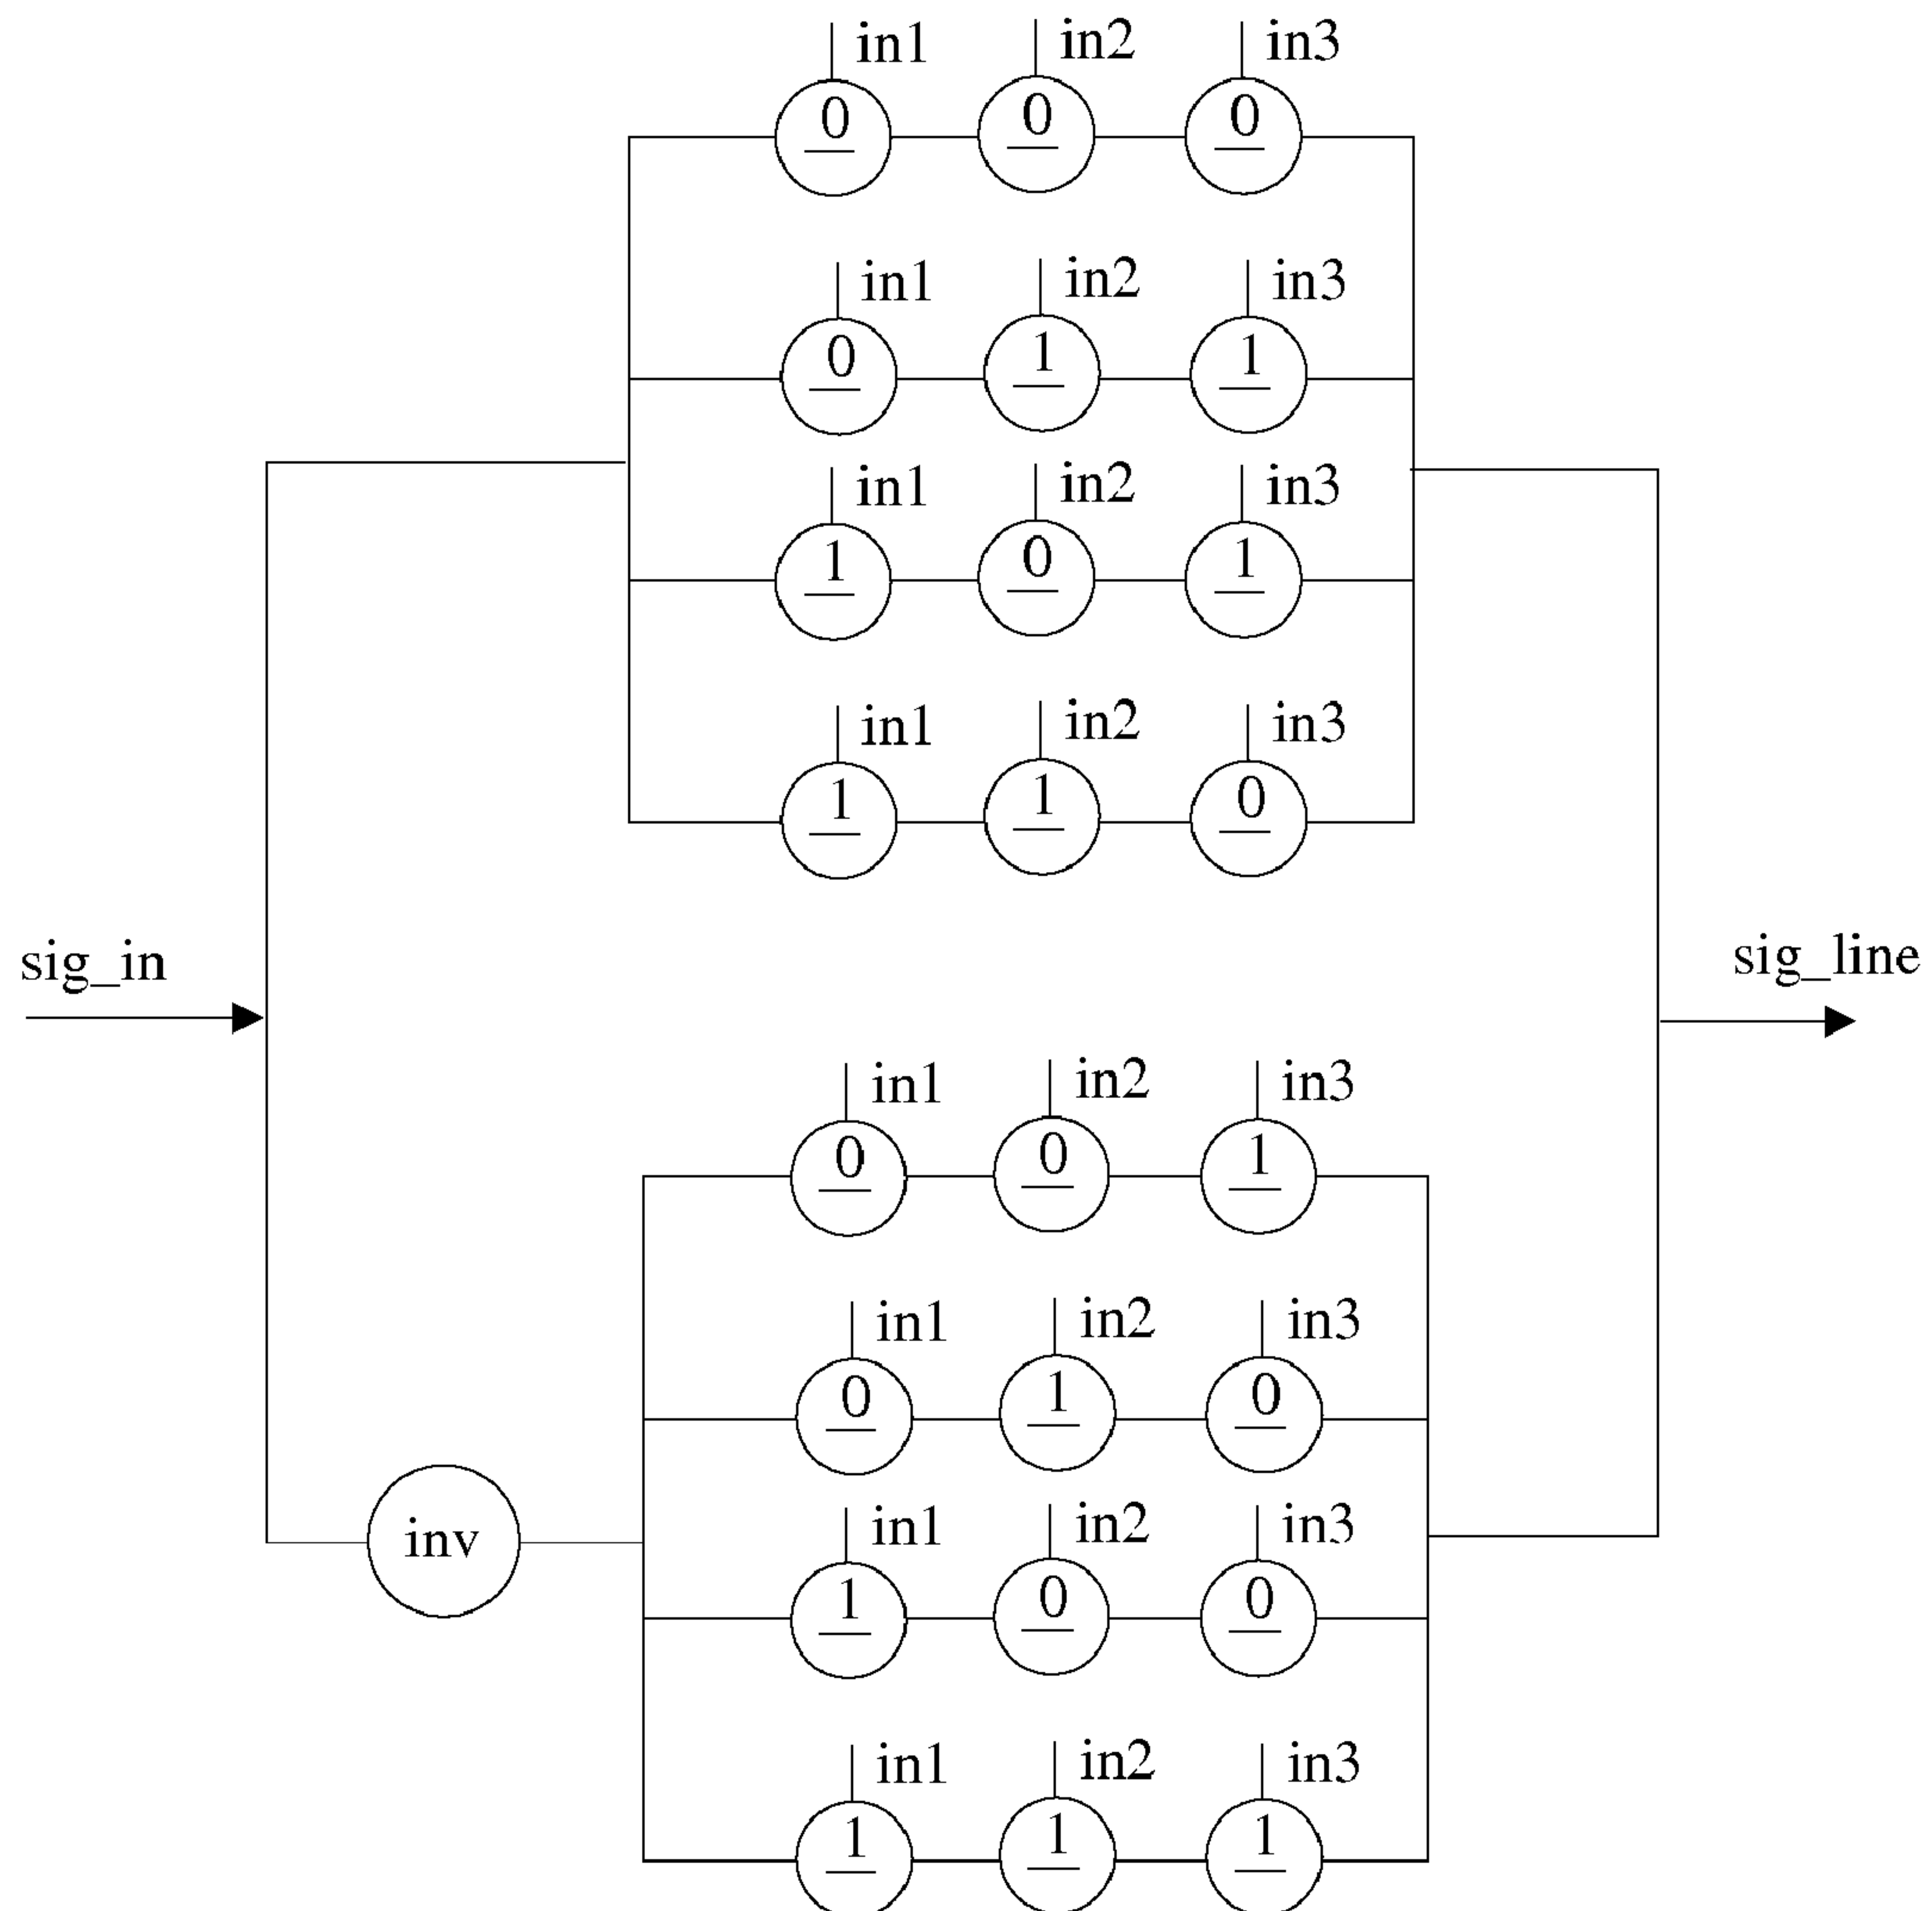 in1 in2 in3
0 0 0
in1 in2 in3
0 1 1
in1 in2 in3
1 0 1
in1 in2 in3
1 1 0
sig_in
sig_line
in1 in2 in3
0 0 1
in1 in2 in3
0 1 0
in1 in2 in3
inv
1 0 0
in1 in2 in3
1 1 1